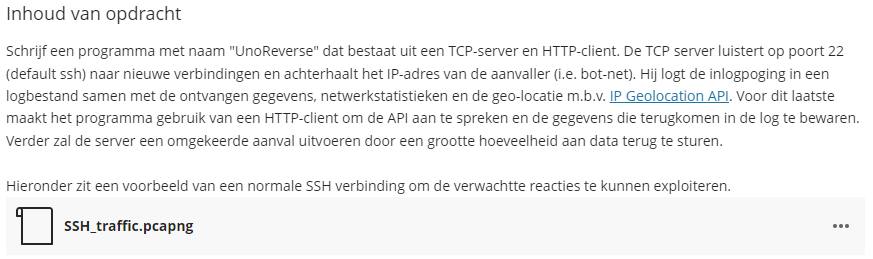 Inhoud van opdracht
Schrijf een programma met naam "UnoReverse" dat bestaat uit een TCP-server en HTTP-client. De TCP server luistert op poort 22
(default ssh) naar nieuwe verbindingen en achterhaalt het IP-adres van de aanvaller (i.e. bot-net). Hij logt de inlogpoging in een
logbestand samen met de ontvangen gegevens, netwerkstatistieken en de geo-locatie m.b.v. IP Geolocation API. Voor dit laatste
maakt het programma gebruik van een HTTP-client om de API aan te spreken en de gegevens die terugkomen in de log te bewaren.
Verder zal de server een omgekeerde aanval uitvoeren door een grootte hoeveelheid aan data terug te sturen.
Hieronder zit een voorbeeld van een normale SSH verbinding om de verwachtte reacties te kunnen exploiteren.
SSH_traffic.pcapng